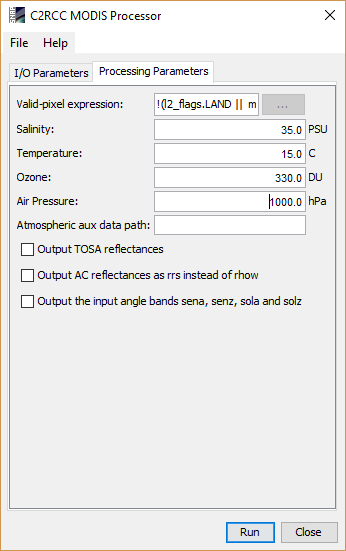 C2RCC MODIS Processor
File Help
I/O Parameters Processing Parameters
Valid-pixel expression: !(l2_flags.LAND || m ...
Salinity: 35.0 PSU
Temperature: 15.0 C
Ozone: 330.0 DU
Air Pressure: 1000.0 hPa
Atmospheric aux data path:
Output TOSA reflectances
Output AC reflectances as rrs instead of rhow
Output the input angle bands sena, senz, sola and solz
Run Close